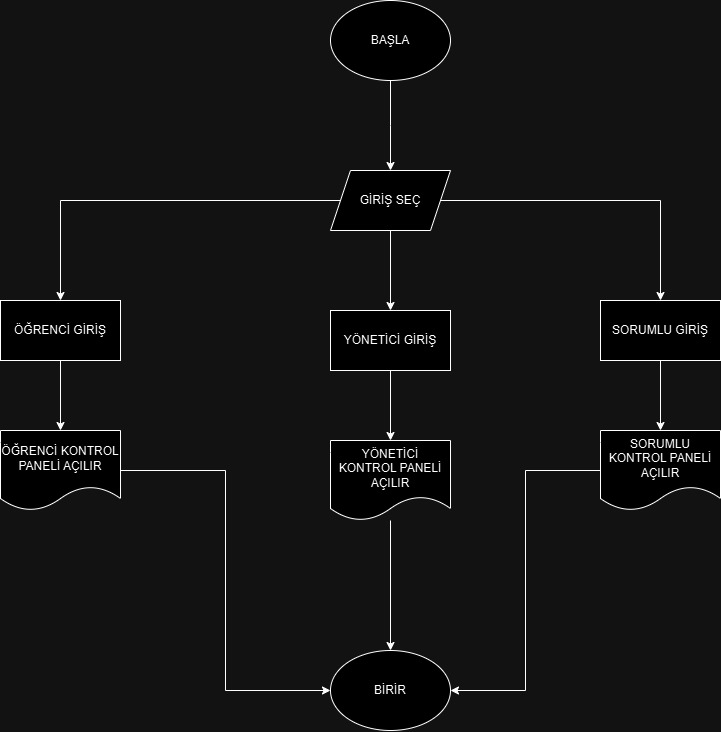 BAŞLA
GİRİŞ SEÇ
ÖĞRENCİ GİRİŞ
YÖNETİCİ GİRİŞ
SORUMLU GİRİŞ
ÖĞRENCİ KONTROL
PANELİ AÇILIR
YÖNETİCİ
KONTROL PANELİ
AÇILIR
SORUMLU
KONTROL PANELİ
AÇILIR
BİRİR